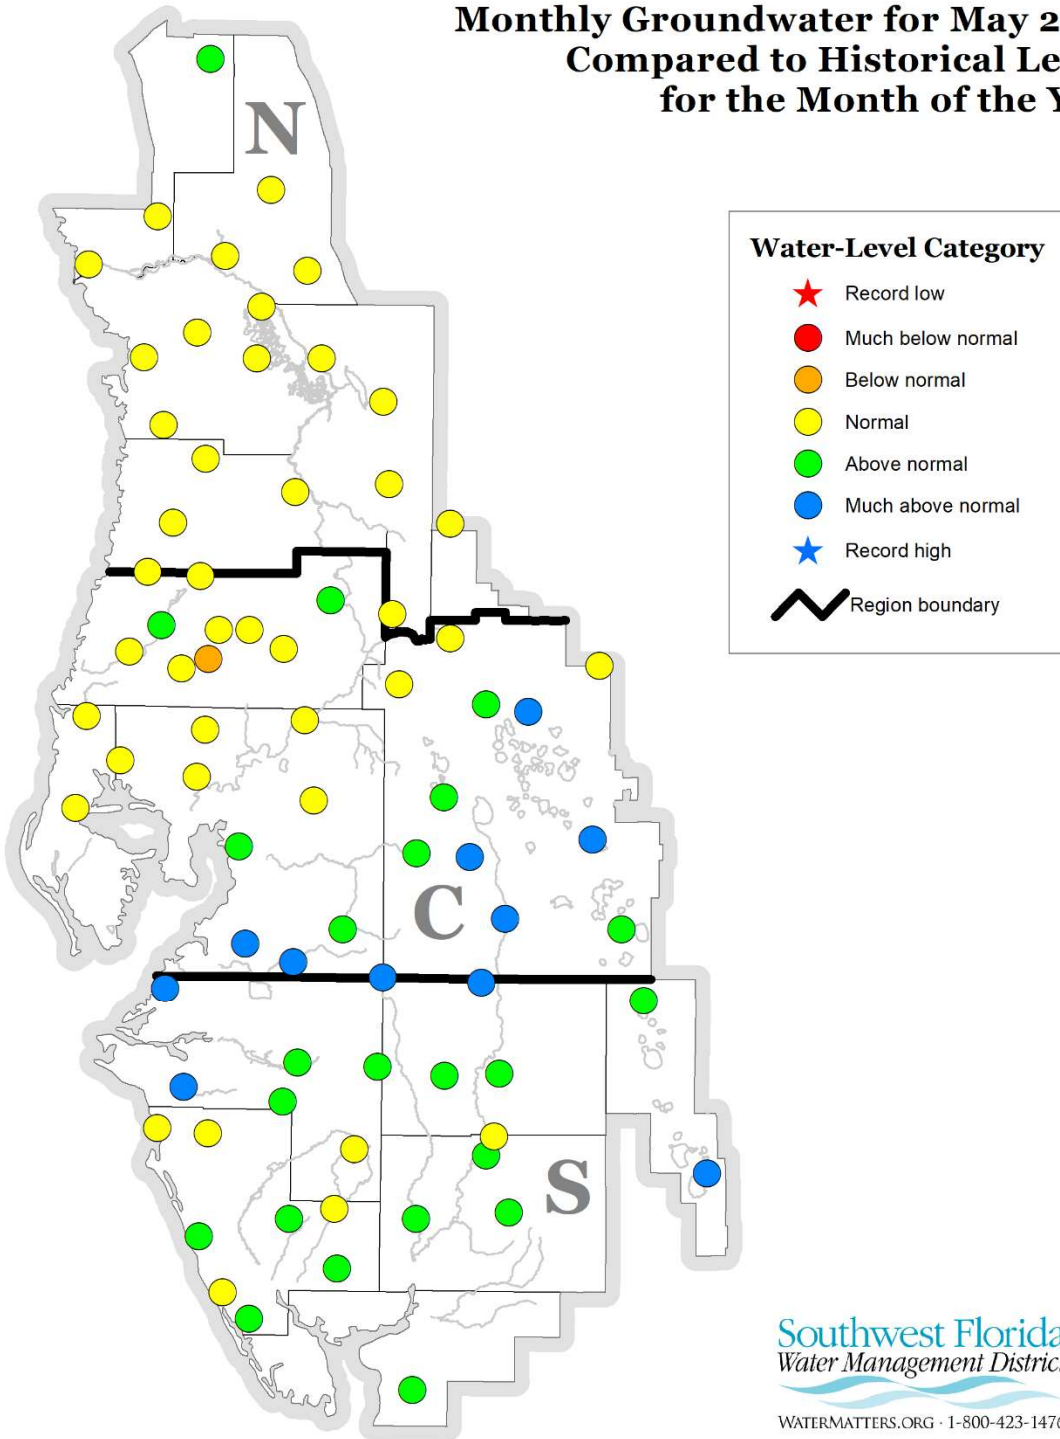 Monthly Groundwater for May 2
Compared to Historical Le
for the Month of the Y
N
Water-Level Category
Record low
Much below normal
Below normal
Normal
Above normal
Much above normal
Record high
Region boundary
C
S
Southwest Florida
Water Management District
WATERMATTERS.ORG · 1-800-423-1476